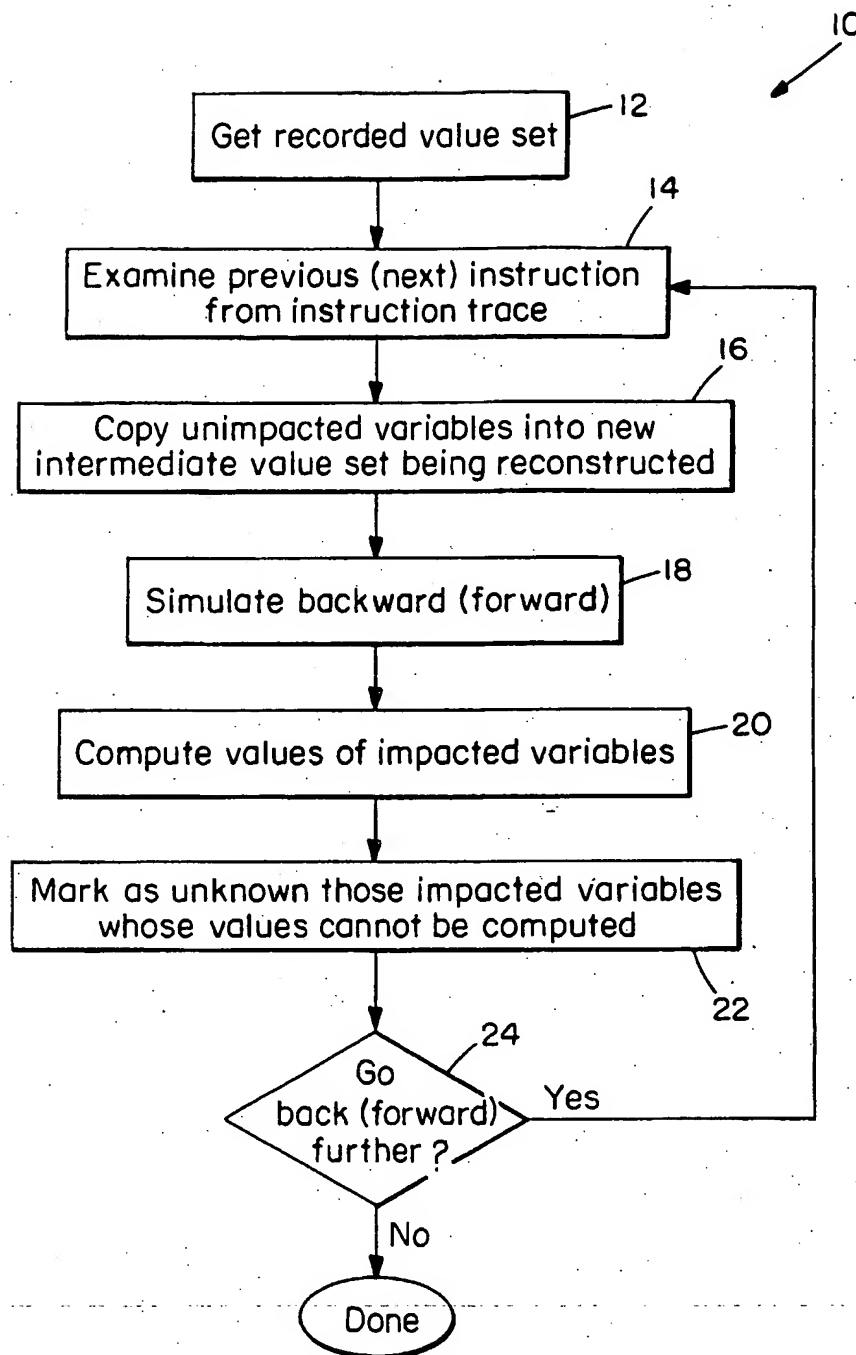 10
12
Get recorded value set
14
Examine previous (next) instruction
from instruction trace
16
Copy unimpacted variables into new
intermediate value set being reconstructed
18
Simulate backward (forward)
20
Compute values of impacted variables
Mark as unknown those impacted variables
whose values cannot be computed
22
24
Go
back (forward)
further ?
Yes
No
Done